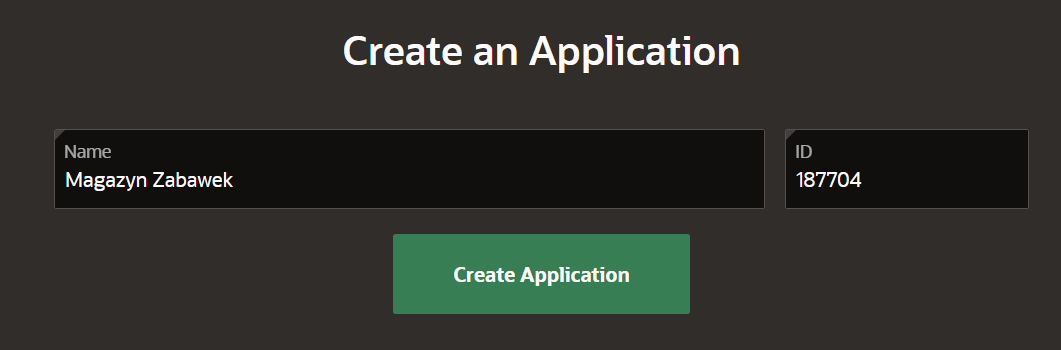 Create an Application
Name
Magazyn Zabawek
ID
187704
Create Application